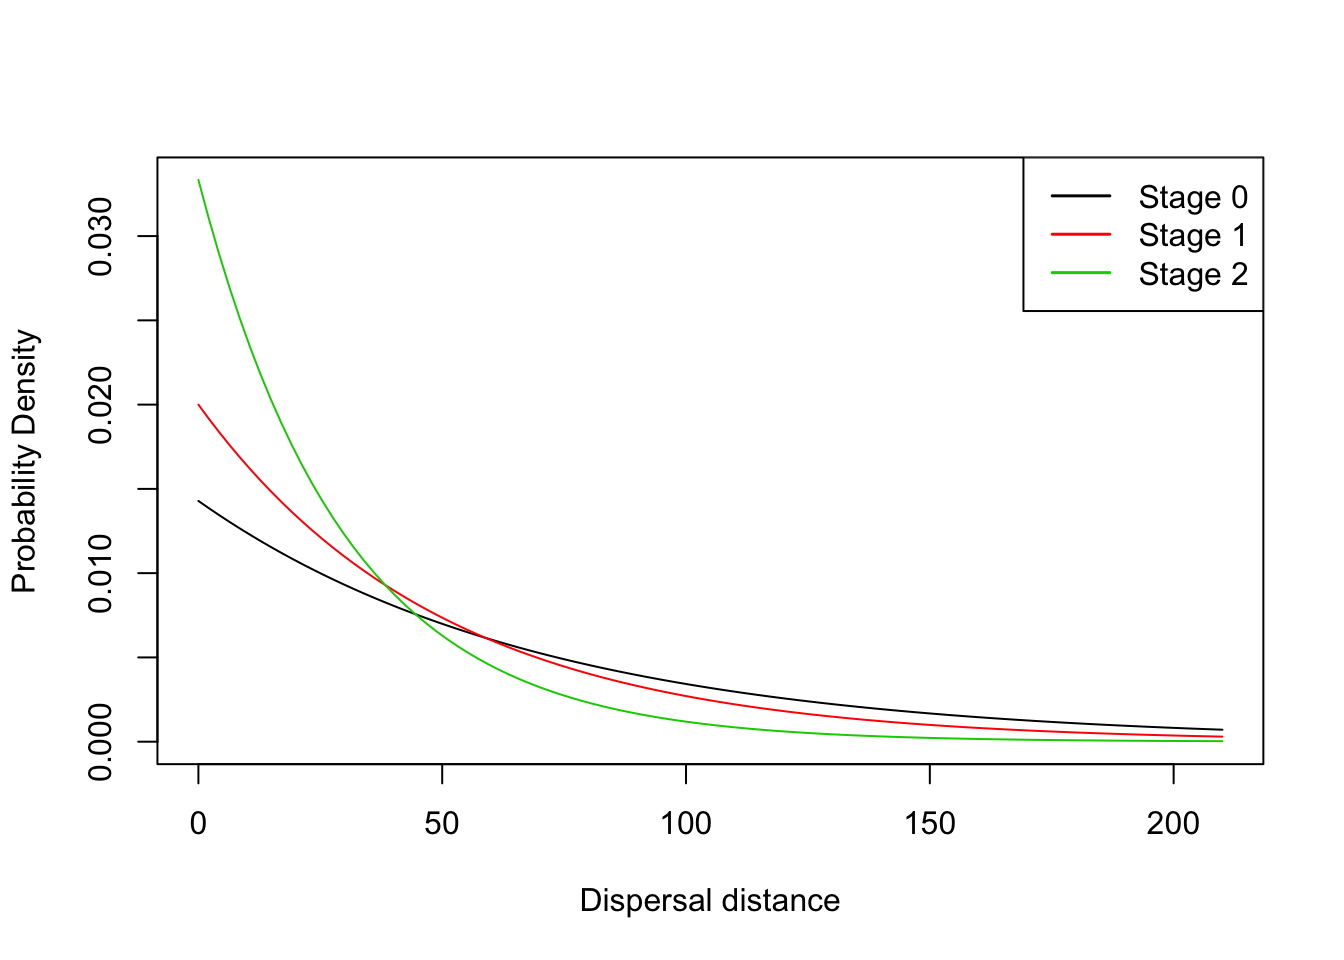 Stage 0
Stage 1
Stage 2
0.030
0.020
0.010
0.000
Probability Density
0 50 100 150 200
Dispersal distance